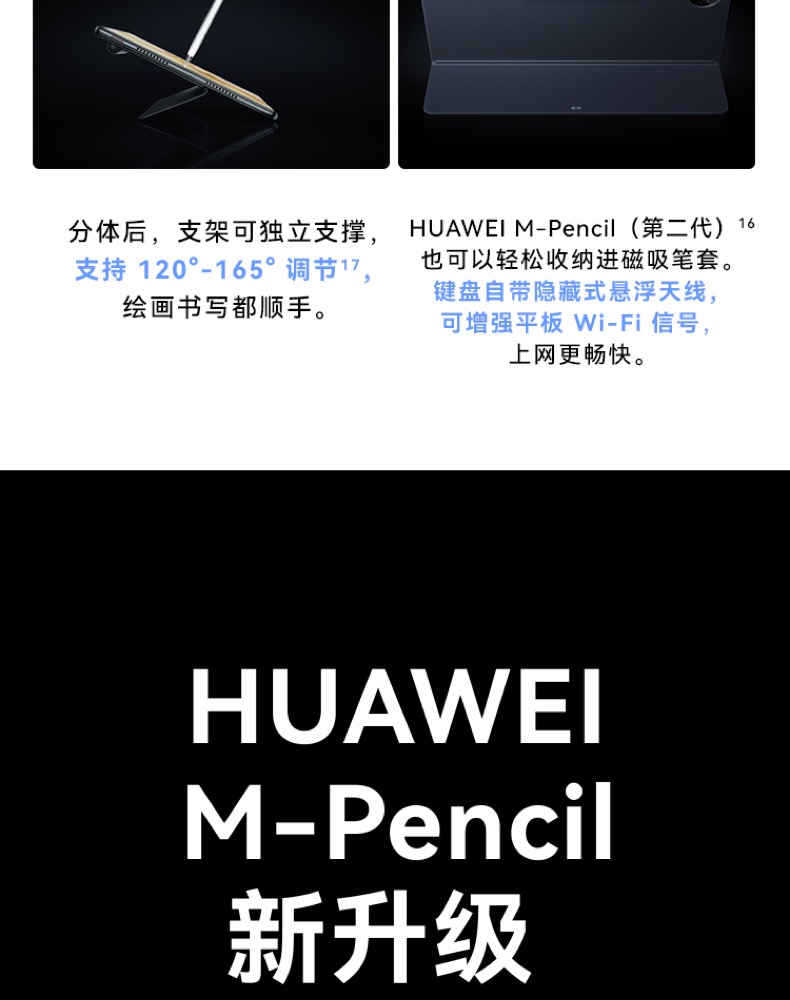 分体后，支架可独立支撑，
支持 120°-165° 调节17，
绘画书写都顺手。
HUAWEI M-Pencil（第二代）16
也可以轻松收纳进磁吸笔套。
键盘自带隐藏式悬浮天线，
可增强平板 Wi-Fi 信号，
上网更畅快。
HUAWEI
M-Pencil
新升级